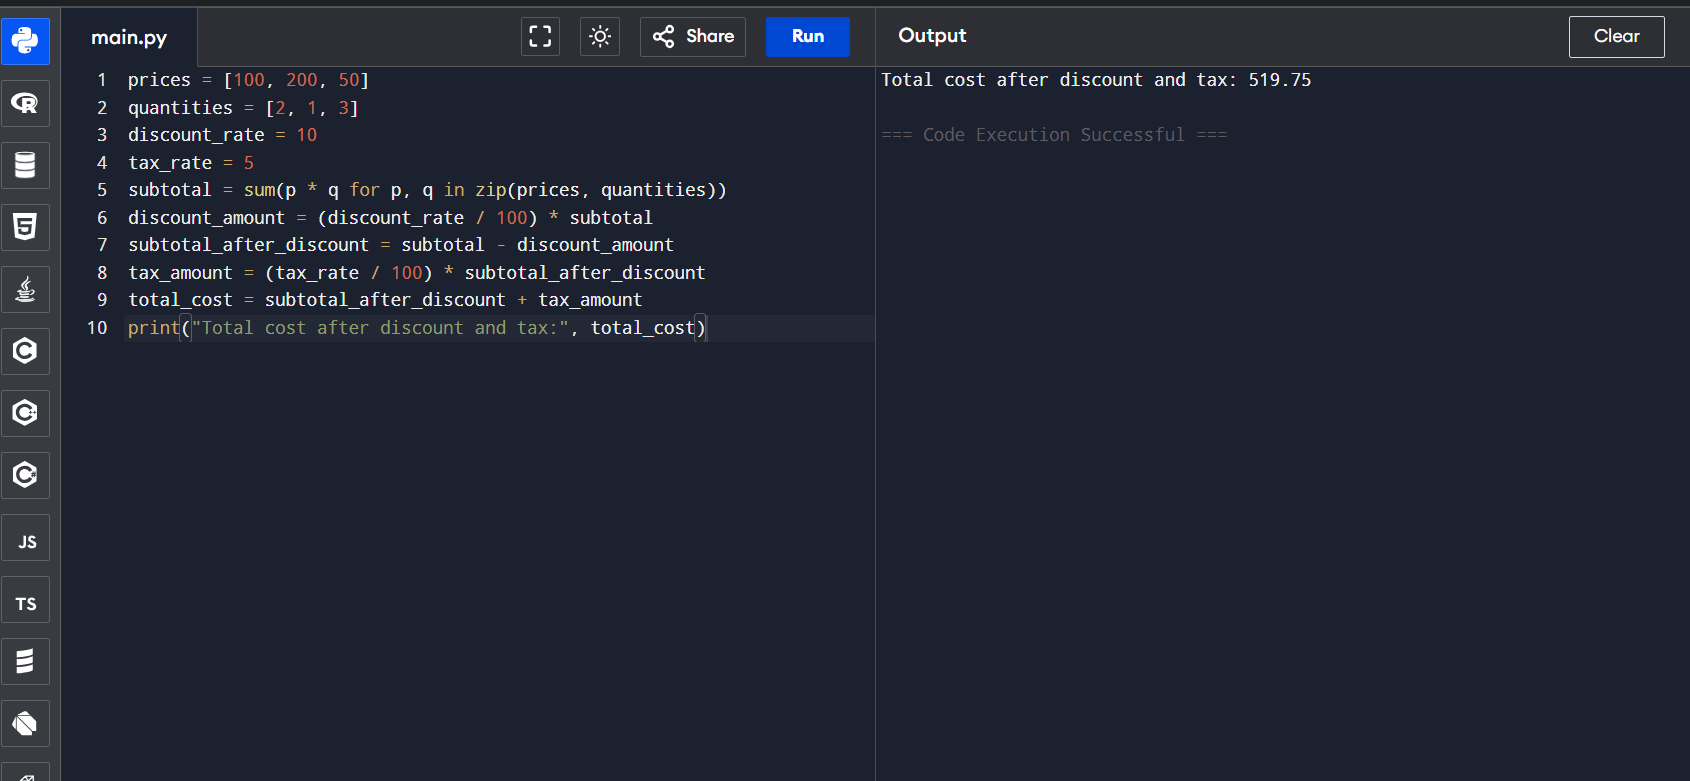 main.py
Share
Run
Output
Clear
1 prices = [100, 200, 50]
2 quantities = [2, 1, 3]
3 discount_rate = 10
4 tax_rate = 5
5 subtotal = sum(p * q for p, q in zip(prices, quantities))
6 discount_amount = (discount_rate / 100) * subtotal
7 subtotal_after_discount = subtotal - discount_amount
8 tax_amount = (tax_rate / 100) * subtotal_after_discount
9 total_cost = subtotal_after_discount + tax_amount
10 print("Total cost after discount and tax:", total_cost)
Total cost after discount and tax: 519.75
=== Code Execution Successful ===
R
5
C
C++
C#
JS
TS